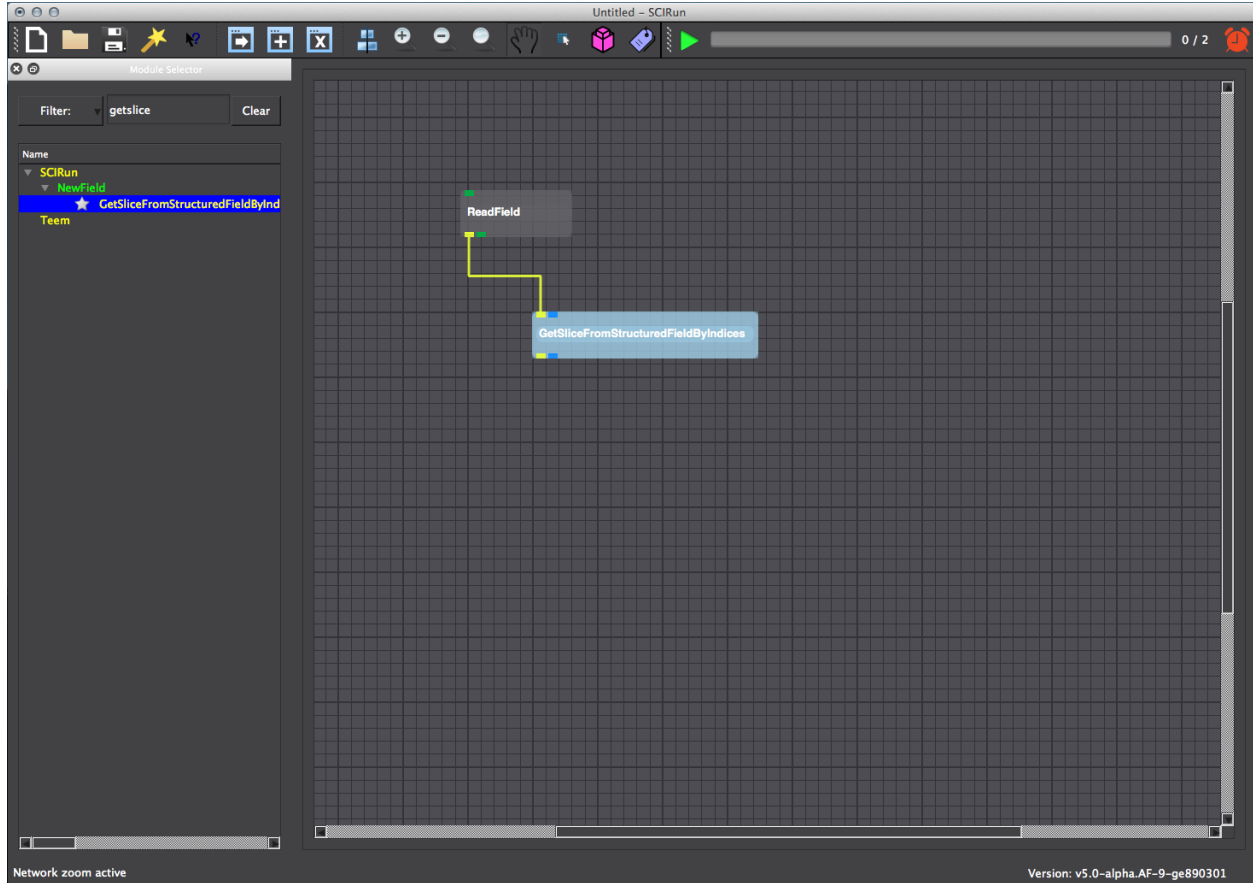 Untitled – SCIRun
0 / 2
Module Selector
Filter:
getslice
Clear
Name
SCIRun
NewField
GetSliceFromStructuredFieldByInd
Teem
ReadField
GetSliceFromStructuredFieldByIndices
Network zoom active
Version: v5.0-alpha.AF-9-ge890301